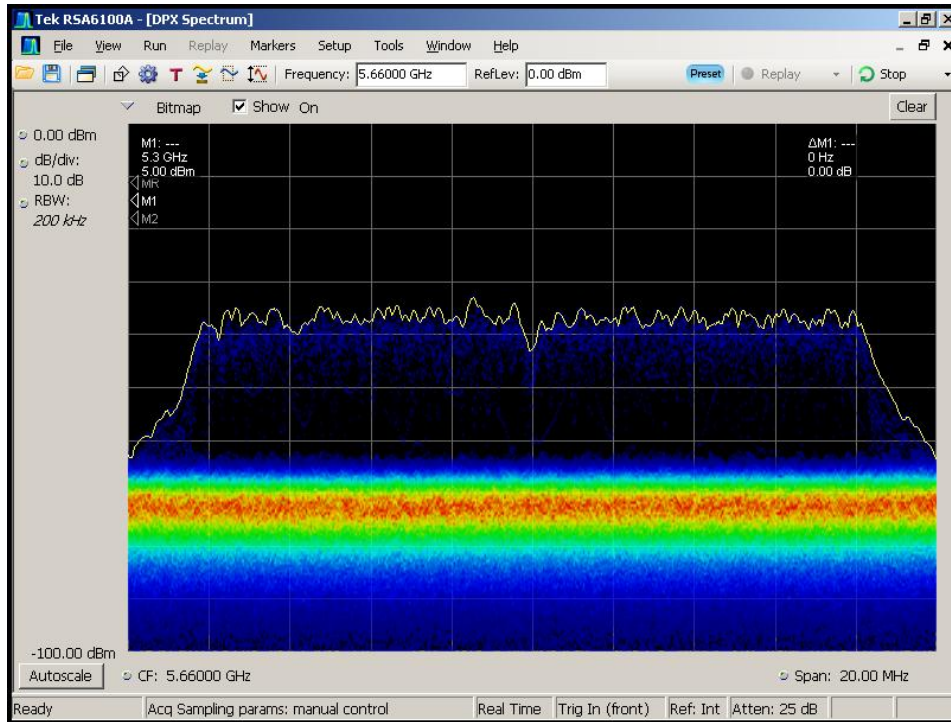 Tek RSA6100A - [DPX Spectrum]
File View Run Replay Markers Setup Tools Window Help
T Frequency: 5.66000 GHz RefLev: 0.00 dBm Preset Replay Stop
Bitmap Show On Clear
0.00 dBm
dB/div:
10.0 dB
RBW:
200 kHz
M1: ---
5.3 GHz
5.00 dBm
MR
M1
M2
ΔM1: ---
0 Hz
0.00 dB
-100.00 dBm
Autoscale CF: 5.66000 GHz Span: 20.00 MHz
Ready Acq Sampling params: manual control Real Time Trig In (front) Ref: Int Atten: 25 dB